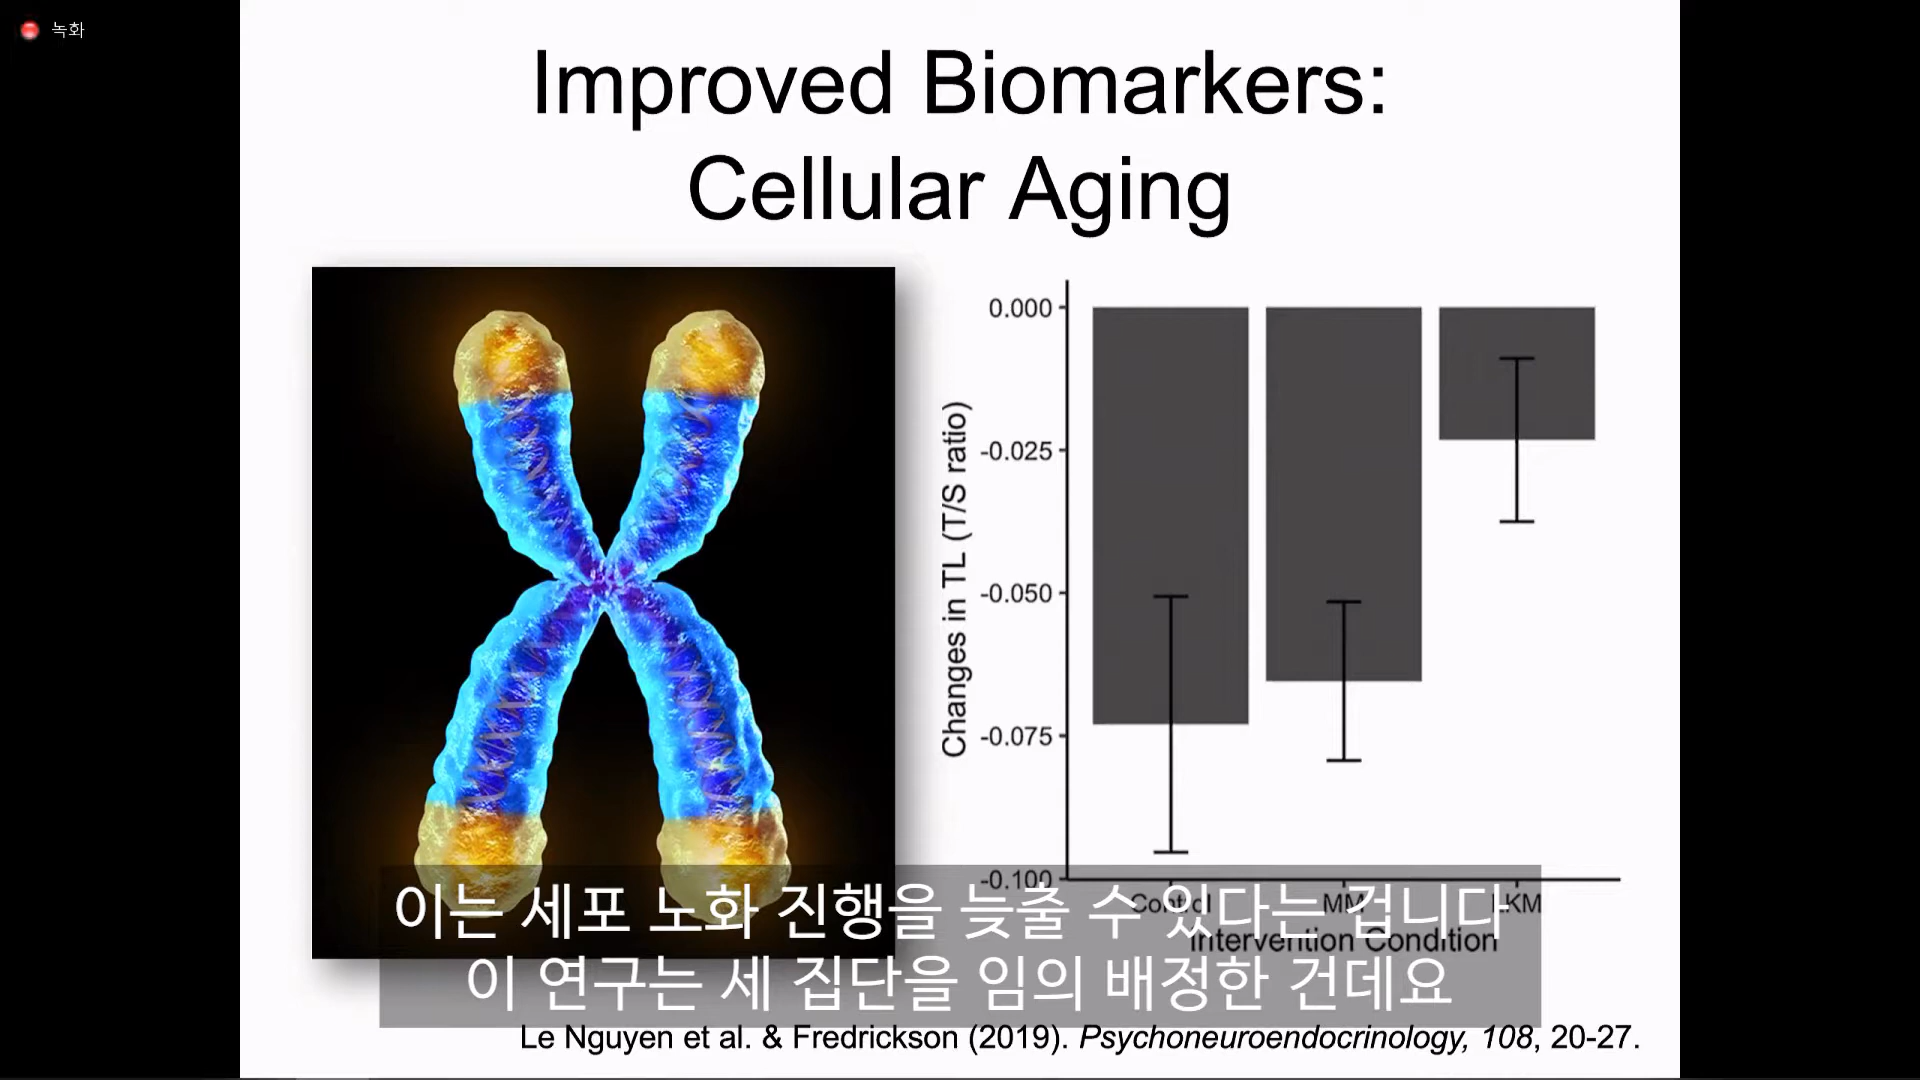 녹화
Improved Biomarkers:
Cellular Aging
Changes in TL (T/S ratio)
0.000
-0.025
-0.050
-0.075
-0.100
Control
MM
LKM
Intervention Condition
이는 세포 노화 진행을 늦출 수 있다는 겁니다
이 연구는 세 집단을 임의 배정한 건데요
Le Nguyen et al. & Fredrickson (2019). Psychoneuroendocrinology, 108, 20-27.